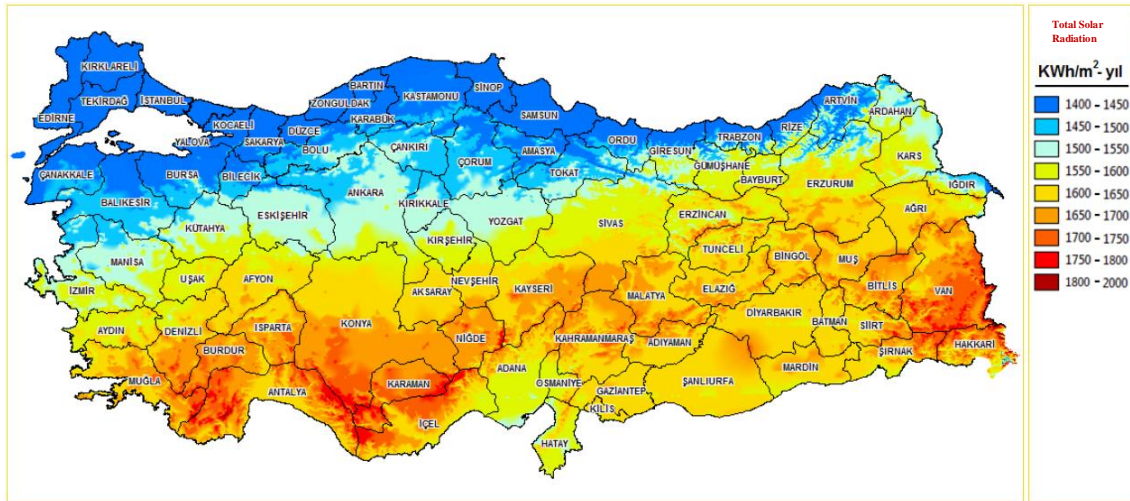 Total Solar
Radiation
KWh/m²- yıl
1400 - 1450
1450 - 1500
1500 - 1550
1550 - 1600
1600 - 1650
1650 - 1700
1700 - 1750
1750 - 1800
1800 - 2000
KIRKLARELİ
TEKİRDAĞ
İSTANBUL
EDİRNE
KOCAELİ
YALOVA
SAKARYA
DÜZCE
BOLU
ZONGULDAK
BARTIN
KARABÜK
KASTAMONU
SİNOP
SAMSUN
ORDU
GİRESUN
TRABZON
RİZE
ARTVİN
ARDAHAN
ÇANAKKALE
BURSA
BİLECİK
ÇANKIRI
ÇORUM
AMASYA
TOKAT
GÜMÜŞHANE
BAYBURT
ERZURUM
KARS
IĞDIR
BALIKESİR
KÜTAHYA
ESKİŞEHİR
ANKARA
KIRIKKALE
YOZGAT
SİVAS
ERZİNCAN
AĞRI
MANİSA
KIRŞEHİR
TUNCELİ
BİNGÖL
MUŞ
İZMİR
UŞAK
AFYON
AKSARAY
NEVŞEHİR
KAYSERİ
MALATYA
ELAZIĞ
BİTLİS
VAN
AYDIN
DENİZLİ
ISPARTA
KONYA
NİĞDE
KAHRAMANMARAŞ
ADIYAMAN
DİYARBAKIR
BATMAN
SİİRT
BURDUR
ŞIRNAK
HAKKARİ
MUĞLA
ANTALYA
KARAMAN
ADANA
OSMANİYE
GAZİANTEP
ŞANLIURFA
MARDİN
KİLİS
İÇEL
HATAY